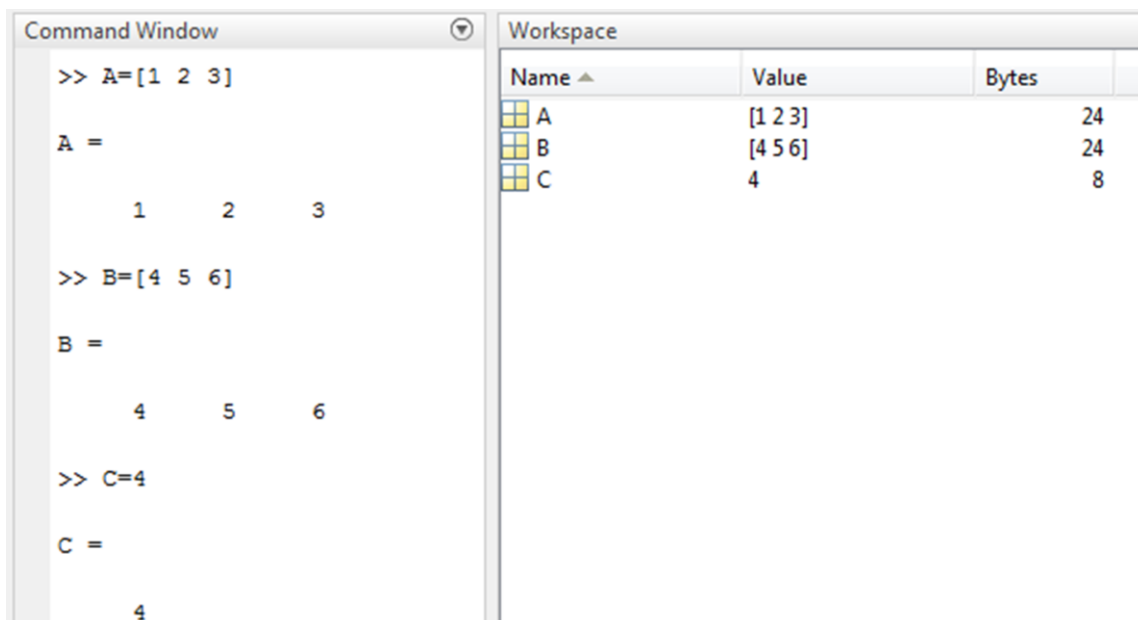 Command Window
>> A=[1 2 3]
A =
1 2 3
>> B=[4 5 6]
B =
4 5 6
>> C=4
C =
4
Workspace
Name Value Bytes
A [1 2 3] 24
B [4 5 6] 24
C 4 8